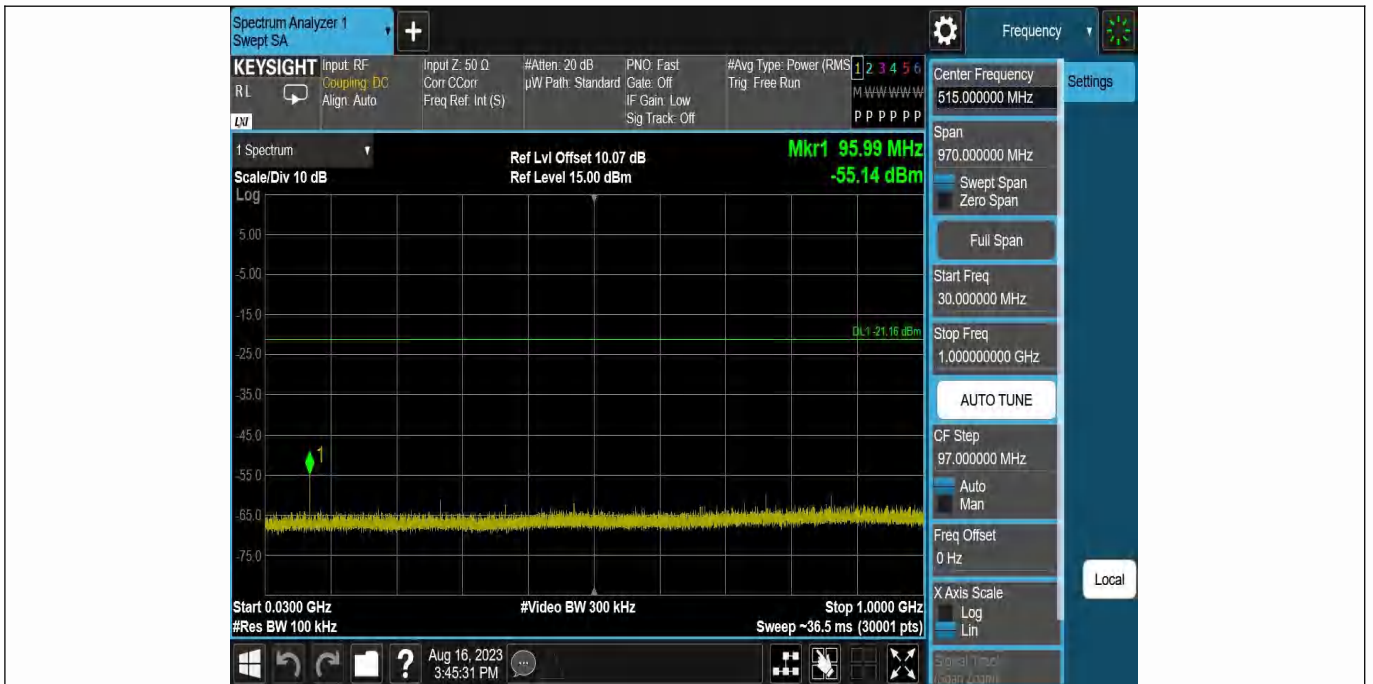 Spectrum Analyzer 1
Swept SA
Frequency
KEYSIGHT
RL
LXI
Input: RF
Coupling: DC
Align: Auto
Input Z: 50 Ω
Corr CCorr
Freq Ref: Int (S)
#Atten: 20 dB
µW Path: Standard
PNO: Fast
Gate: Off
IF Gain: Low
Sig Track: Off
#Avg Type: Power (RMS
Trig: Free Run
1 2 3 4 5 6
M W W W W W
P P P P P P
1 Spectrum
Scale/Div 10 dB
Ref Lvl Offset 10.07 dB
Ref Level 15.00 dBm
Mkr1 95.99 MHz
-55.14 dBm
Log
5.00
-5.00
-15.0
DL1 -21.16 dBm
-25.0
-35.0
-45.0
1
-55.0
-65.0
-75.0
Start 0.0300 GHz
#Res BW 100 kHz
#Video BW 300 kHz
Stop 1.0000 GHz
Sweep ~36.5 ms (30001 pts)
Center Frequency
515.000000 MHz
Settings
Span
970.000000 MHz
Swept Span
Zero Span
Full Span
Start Freq
30.000000 MHz
Stop Freq
1.000000000 GHz
AUTO TUNE
CF Step
97.000000 MHz
Auto
Man
Freq Offset
0 Hz
X Axis Scale
Log
Lin
Local
Signal Track
(Span Zoom)
?
Aug 16, 2023
3:45:31 PM